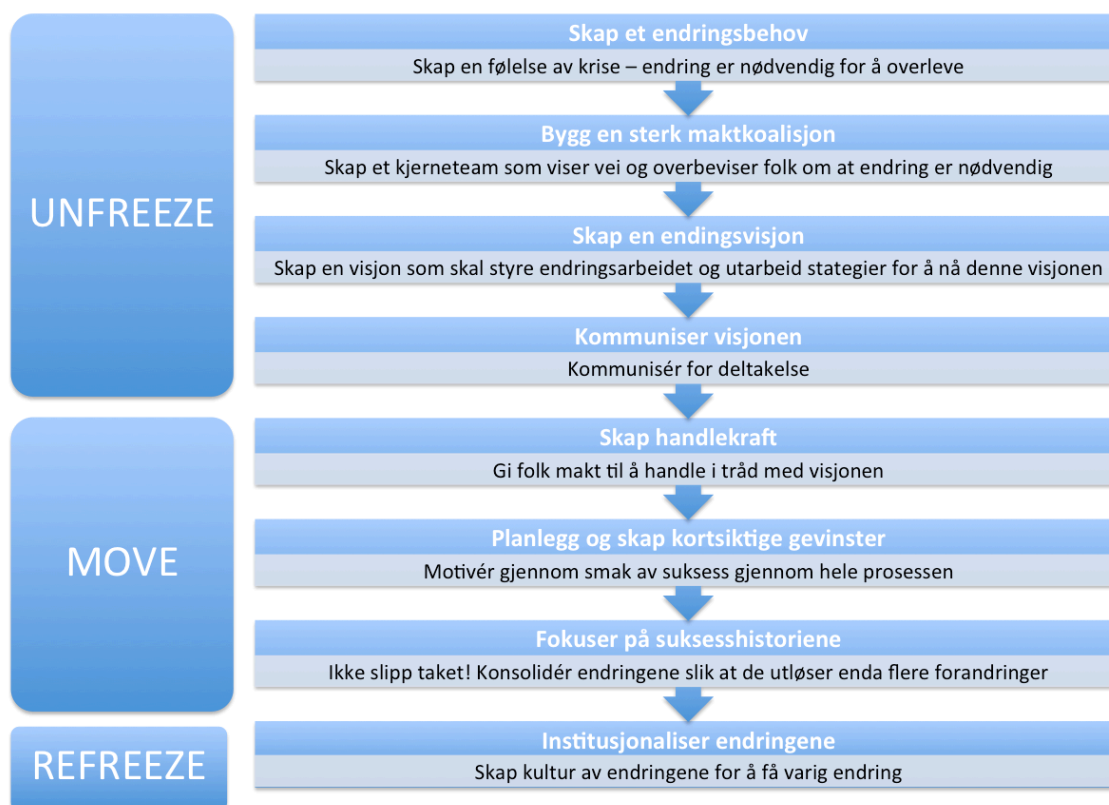 UNFREEZE
Skap et endringsbehov
Skap en følelse av krise – endring er nødvendig for å overleve
Bygg en sterk maktkoalisjon
Skap et kjerneteam som viser vei og overbeviser folk om at endring er nødvendig
Skap en endingsvisjon
Skap en visjon som skal styre endringsarbeidet og utarbeid stategier for å nå denne visjonen
Kommuniser visjonen
Kommunisér for deltakelse
MOVE
Skap handlekraft
Gi folk makt til å handle i tråd med visjonen
Planlegg og skap kortsiktige gevinster
Motivér gjennom smak av suksess gjennom hele prosessen
Fokuser på suksesshistoriene
Ikke slipp taket! Konsolidér endringene slik at de utløser enda flere forandringer
REFREEZE
Institusjonaliser endringene
Skap kultur av endringene for å få varig endring